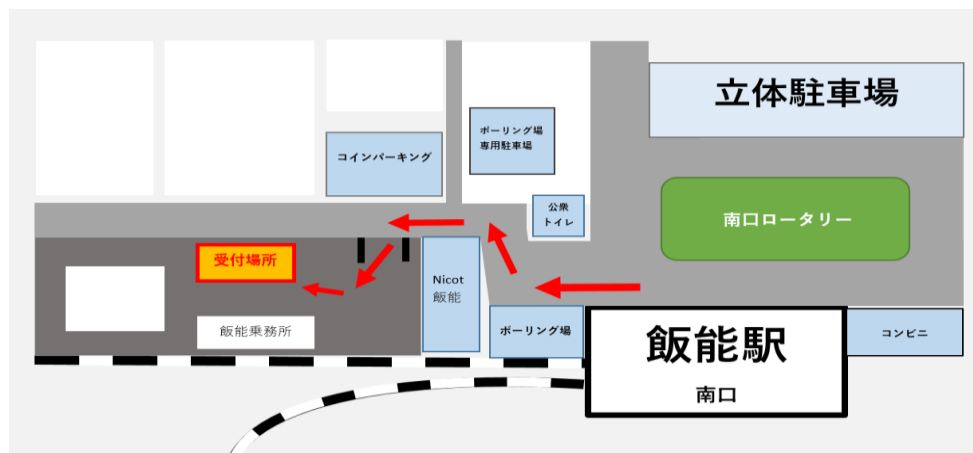 立体駐車場
ボーリング場
専用駐車場
コインパーキング
公衆
トイレ
南口ロータリー
受付場所
Nicot
飯能
飯能乗務所
ボーリング場
飯能駅
南口
コンビニ